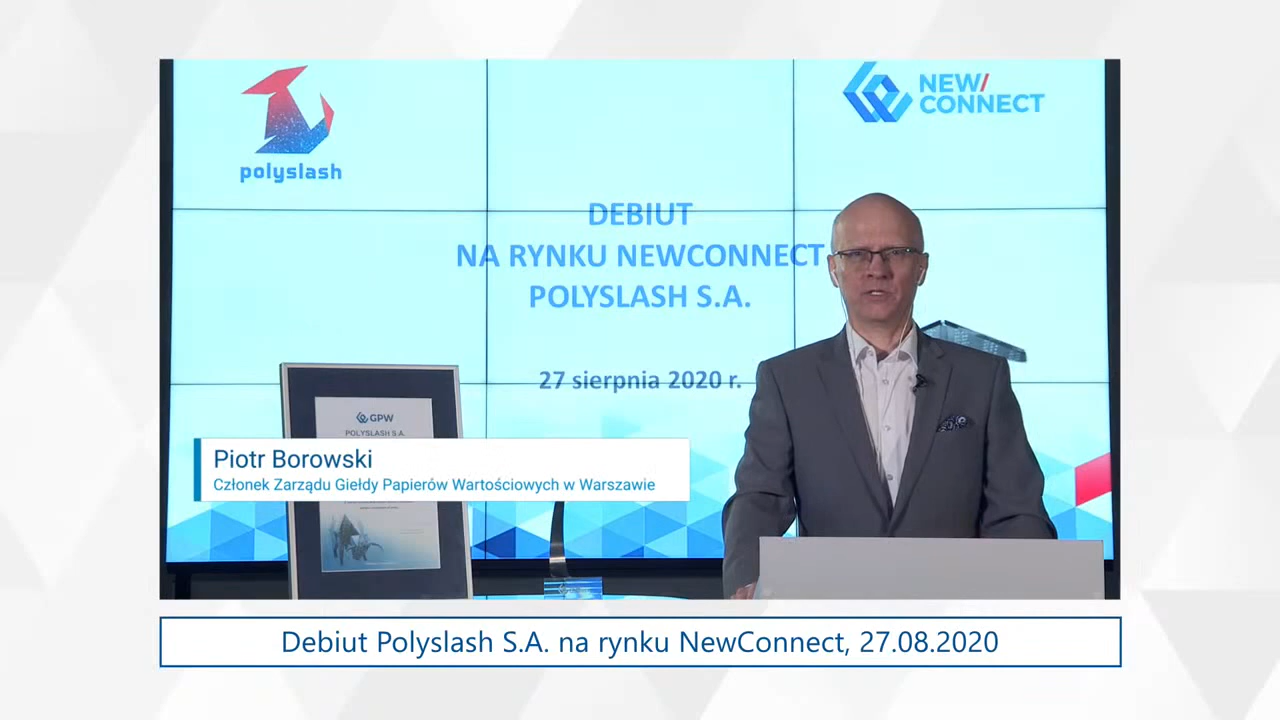 polyslash
NEW/
CONNECT
DEBIUT
NA RYNKU NEWCONNECT
POLYSLASH S.A.
27 sierpnia 2020 r.
GPW
POLYSLASH S.A.
Piotr Borowski
Członek Zarządu Giełdy Papierów Wartościowych w Warszawie
Debiut Polyslash S.A. na rynku NewConnect, 27.08.2020